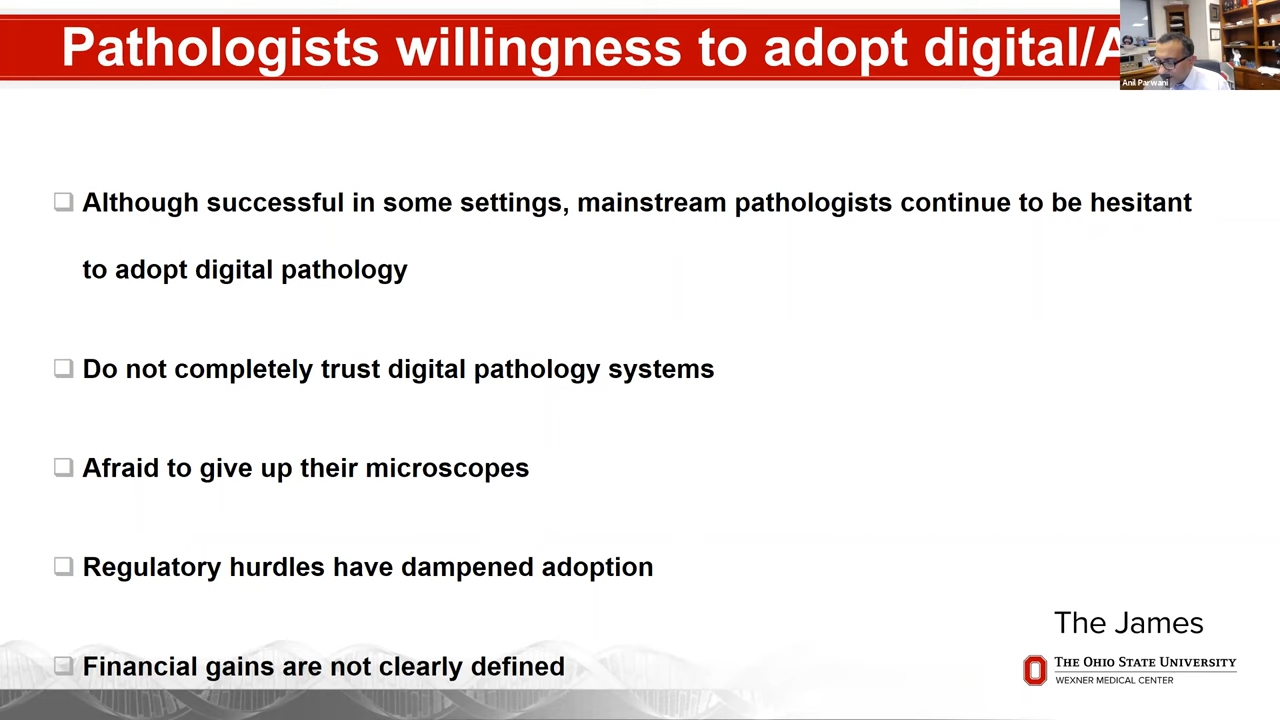 Pathologists willingness to adopt digital/A
Anil Parwani
Although successful in some settings, mainstream pathologists continue to be hesitant
to adopt digital pathology
Do not completely trust digital pathology systems
Afraid to give up their microscopes
Regulatory hurdles have dampened adoption
Financial gains are not clearly defined
The James
THE OHIO STATE UNIVERSITY
WEXNER MEDICAL CENTER